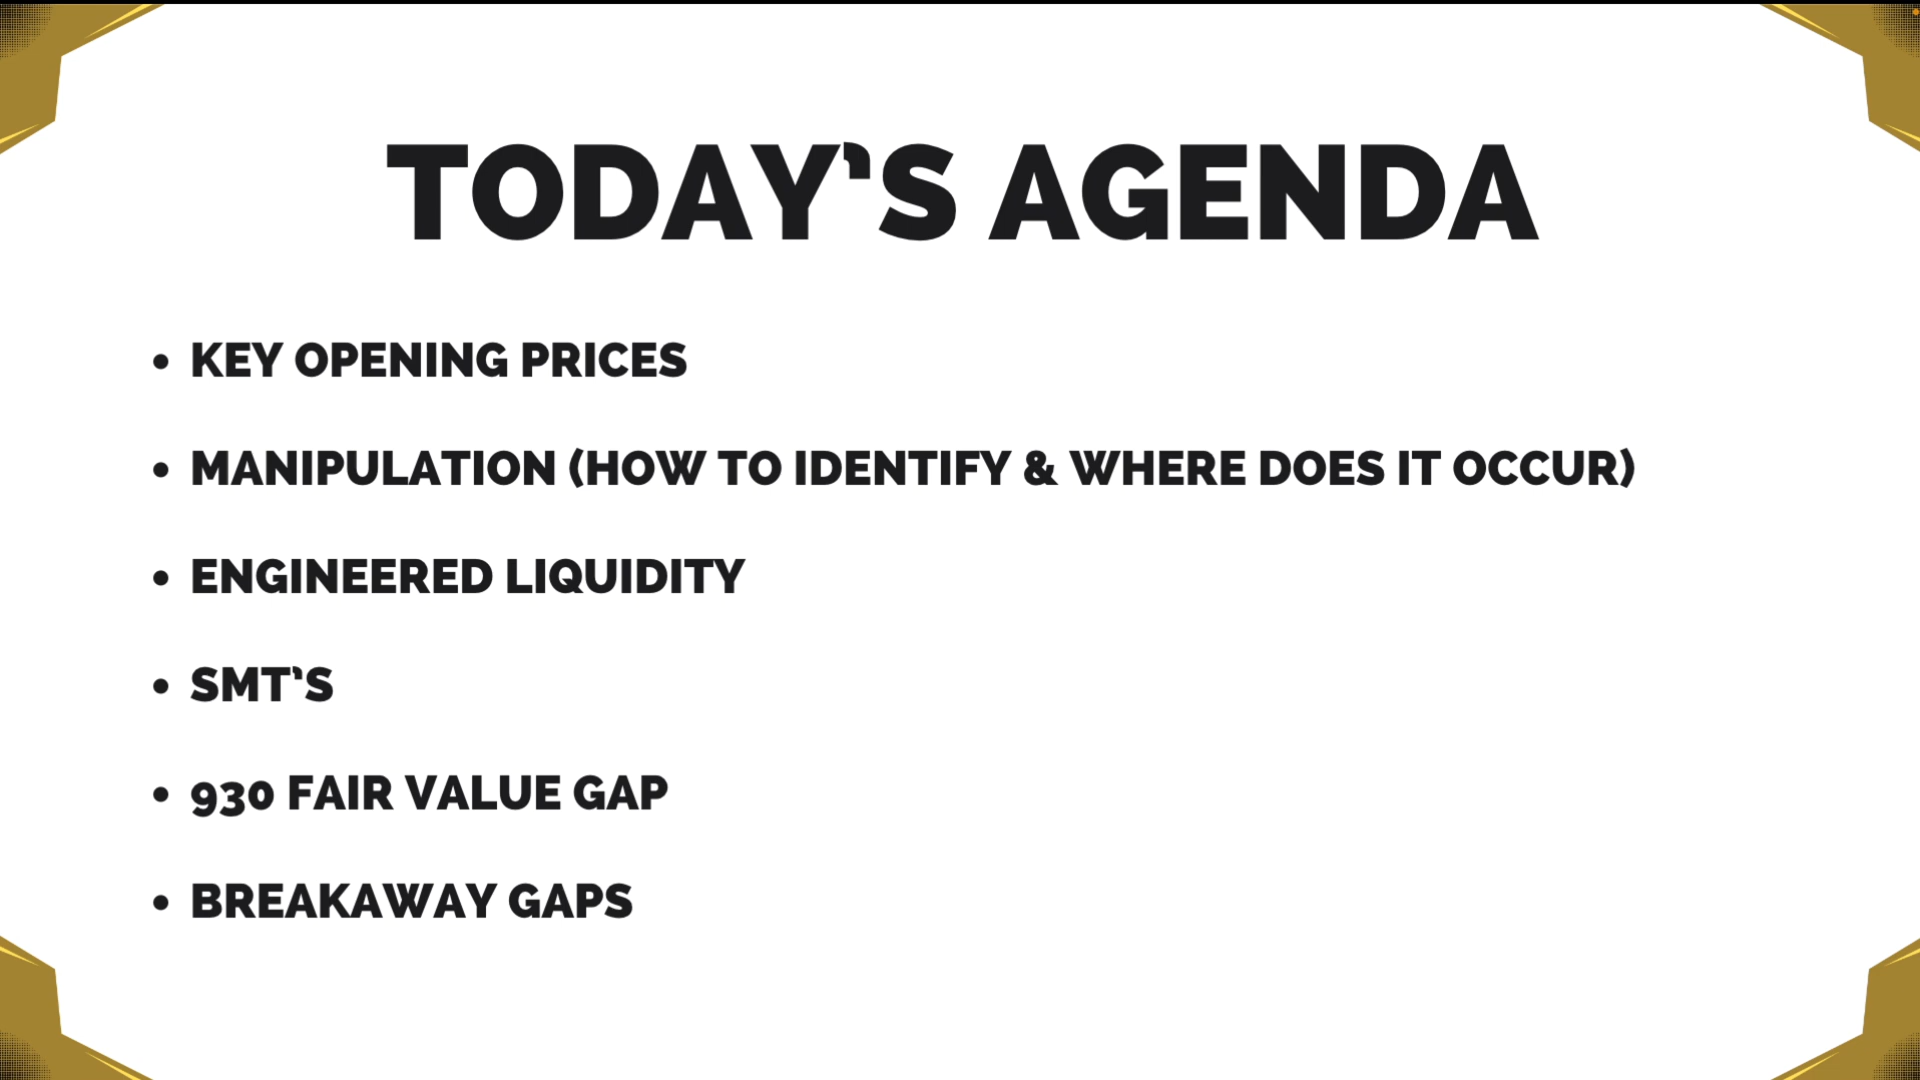 TODAY'S AGENDA
• KEY OPENING PRICES
• MANIPULATION (HOW TO IDENTIFY & WHERE DOES IT OCCUR)
• ENGINEERED LIQUIDITY
• SMT'S
• 930 FAIR VALUE GAP
• BREAKAWAY GAPS